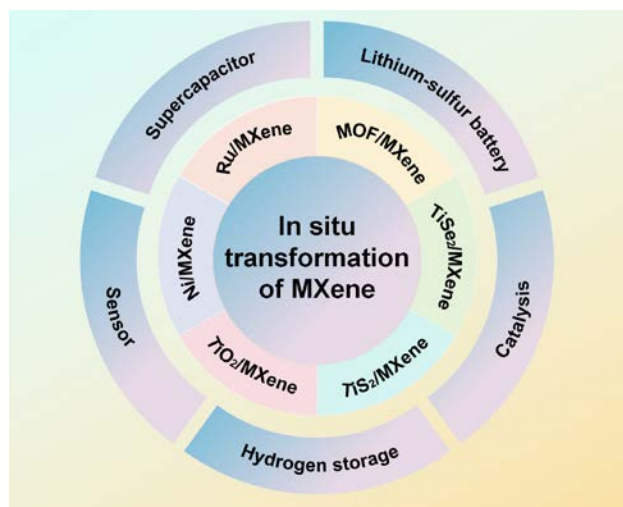 Supercapacitor
Lithium-sulfur battery
Ru/MXene
MOF/MXene
Ni/MXene
In situ
transformation
of MXene
TiSe₂/MXene
Sensor
TiO₂/MXene
TiS₂/MXene
Catalysis
Hydrogen storage